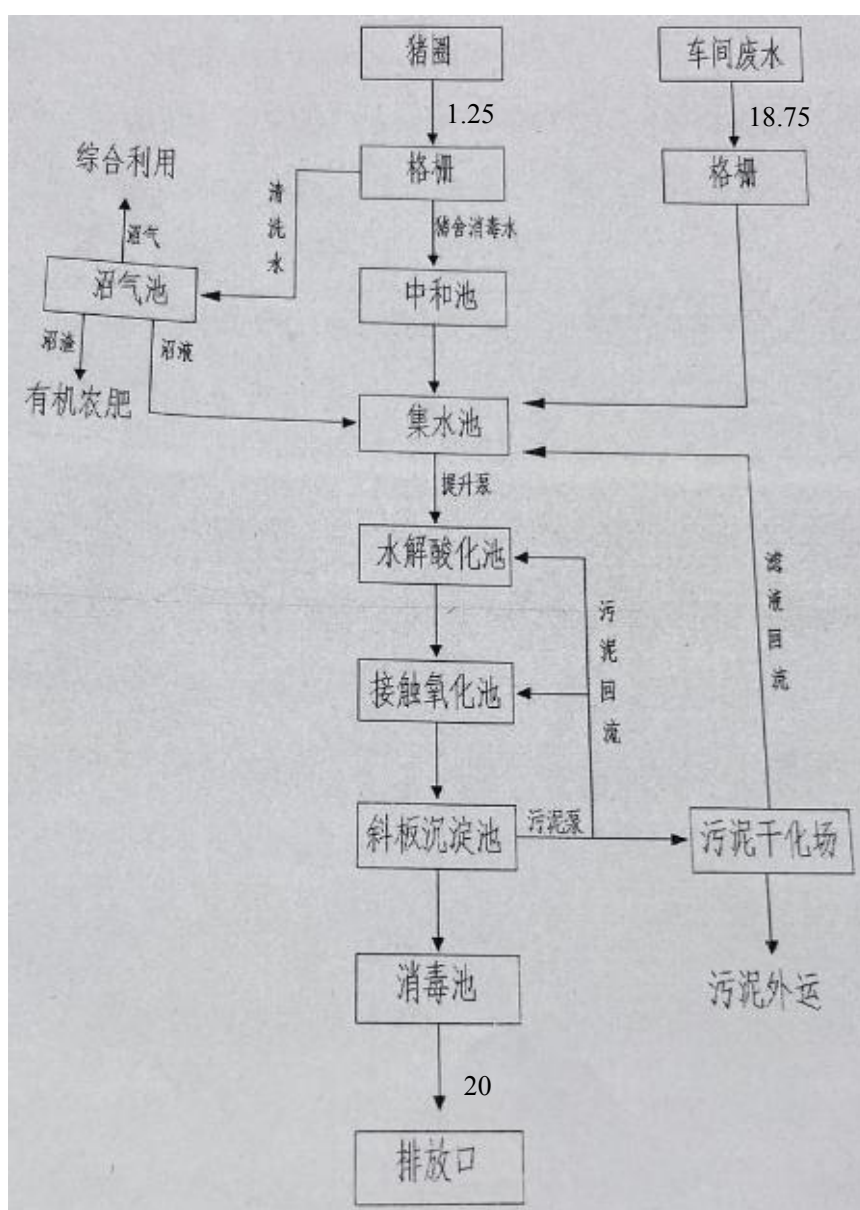 猪圈
车间废水
1.25
18.75
综合利用
格栅
格栅
清洗水
沼气
猪舍消毒水
沼气池
中和池
沼渣
沼液
有机农肥
集水池
提升泵
水解酸化池
污泥回流
滤液回流
接触氧化池
斜板沉淀池
污泥泵
污泥干化场
消毒池
污泥外运
20
排放口